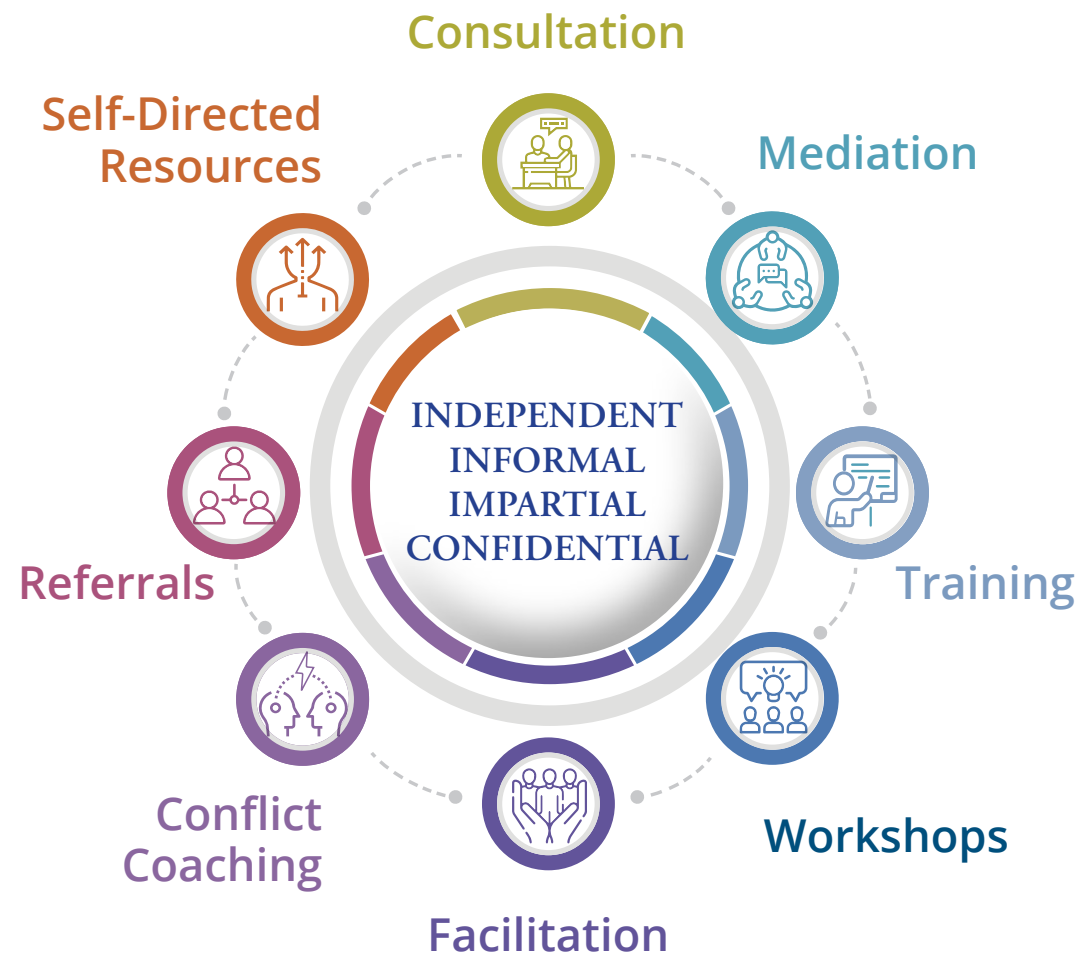 Consultation
Self-Directed
Resources
Mediation
INDEPENDENT
INFORMAL
IMPARTIAL
CONFIDENTIAL
Referrals
Training
Conflict
Coaching
Workshops
Facilitation